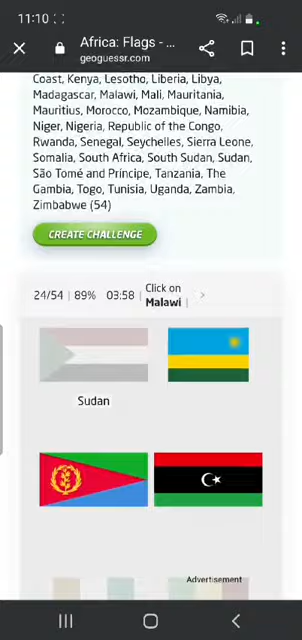 11:10
Africa: Flags - ...
geoguessr.com
Coast, Kenya, Lesotho, Liberia, Libya,
Madagascar, Malawi, Mali, Mauritania,
Mauritius, Morocco, Mozambique, Namibia,
Niger, Nigeria, Republic of the Congo,
Rwanda, Senegal, Seychelles, Sierra Leone,
Somalia, South Africa, South Sudan, Sudan,
São Tomé and Príncipe, Tanzania, The
Gambia, Togo, Tunisia, Uganda, Zambia,
Zimbabwe (54)
CREATE CHALLENGE
24/54 | 89% 03:58 | Click on
Malawi |
Sudan
Advertisement